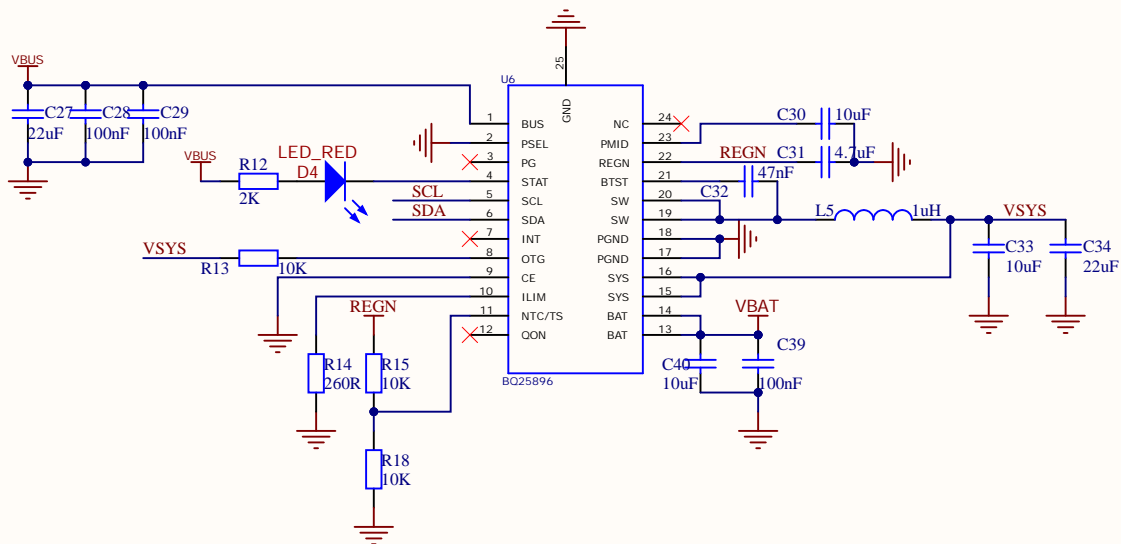 VBUS
C27
22uF
C28
100nF
C29
100nF
VBUS
R12
2K
LED_RED
D4
SCL
SDA
VSYS
R13
10K
REGN
R14
260R
R15
10K
R18
10K
U6
25
GND
1
BUS
2
PSEL
3
PG
4
STAT
5
SCL
6
SDA
7
INT
8
OTG
9
CE
10
ILIM
11
NTC/TS
12
QON
24
NC
23
PMID
22
REGN
21
BTST
20
SW
19
SW
18
PGND
17
PGND
16
SYS
15
SYS
14
BAT
13
BAT
BQ25896
C30
10uF
REGN
C31
4.7uF
C32
47nF
L5
1uH
VSYS
C33
10uF
C34
22uF
VBAT
C40
10uF
C39
100nF